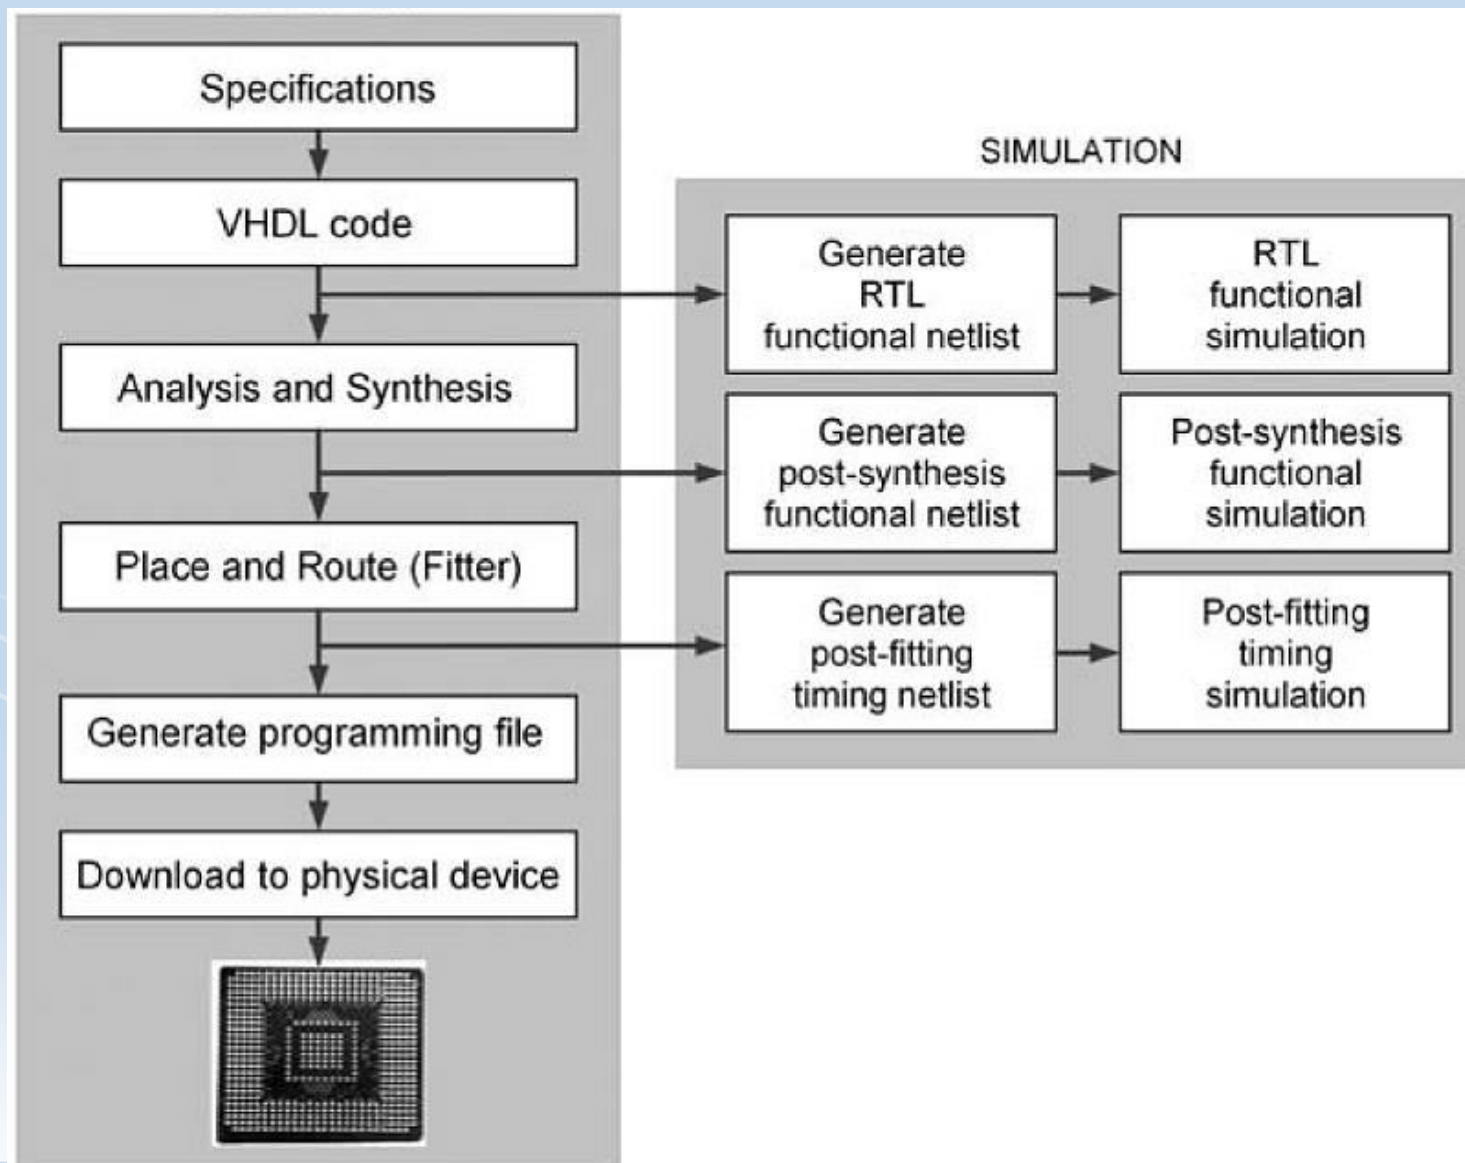 Specifications
VHDL code
Analysis and Synthesis
Place and Route (Fitter)
Generate programming file
Download to physical device
SIMULATION
Generate
RTL
functional netlist
RTL
functional
simulation
Generate
post-synthesis
functional netlist
Post-synthesis
functional
simulation
Generate
post-fitting
timing netlist
Post-fitting
timing
simulation